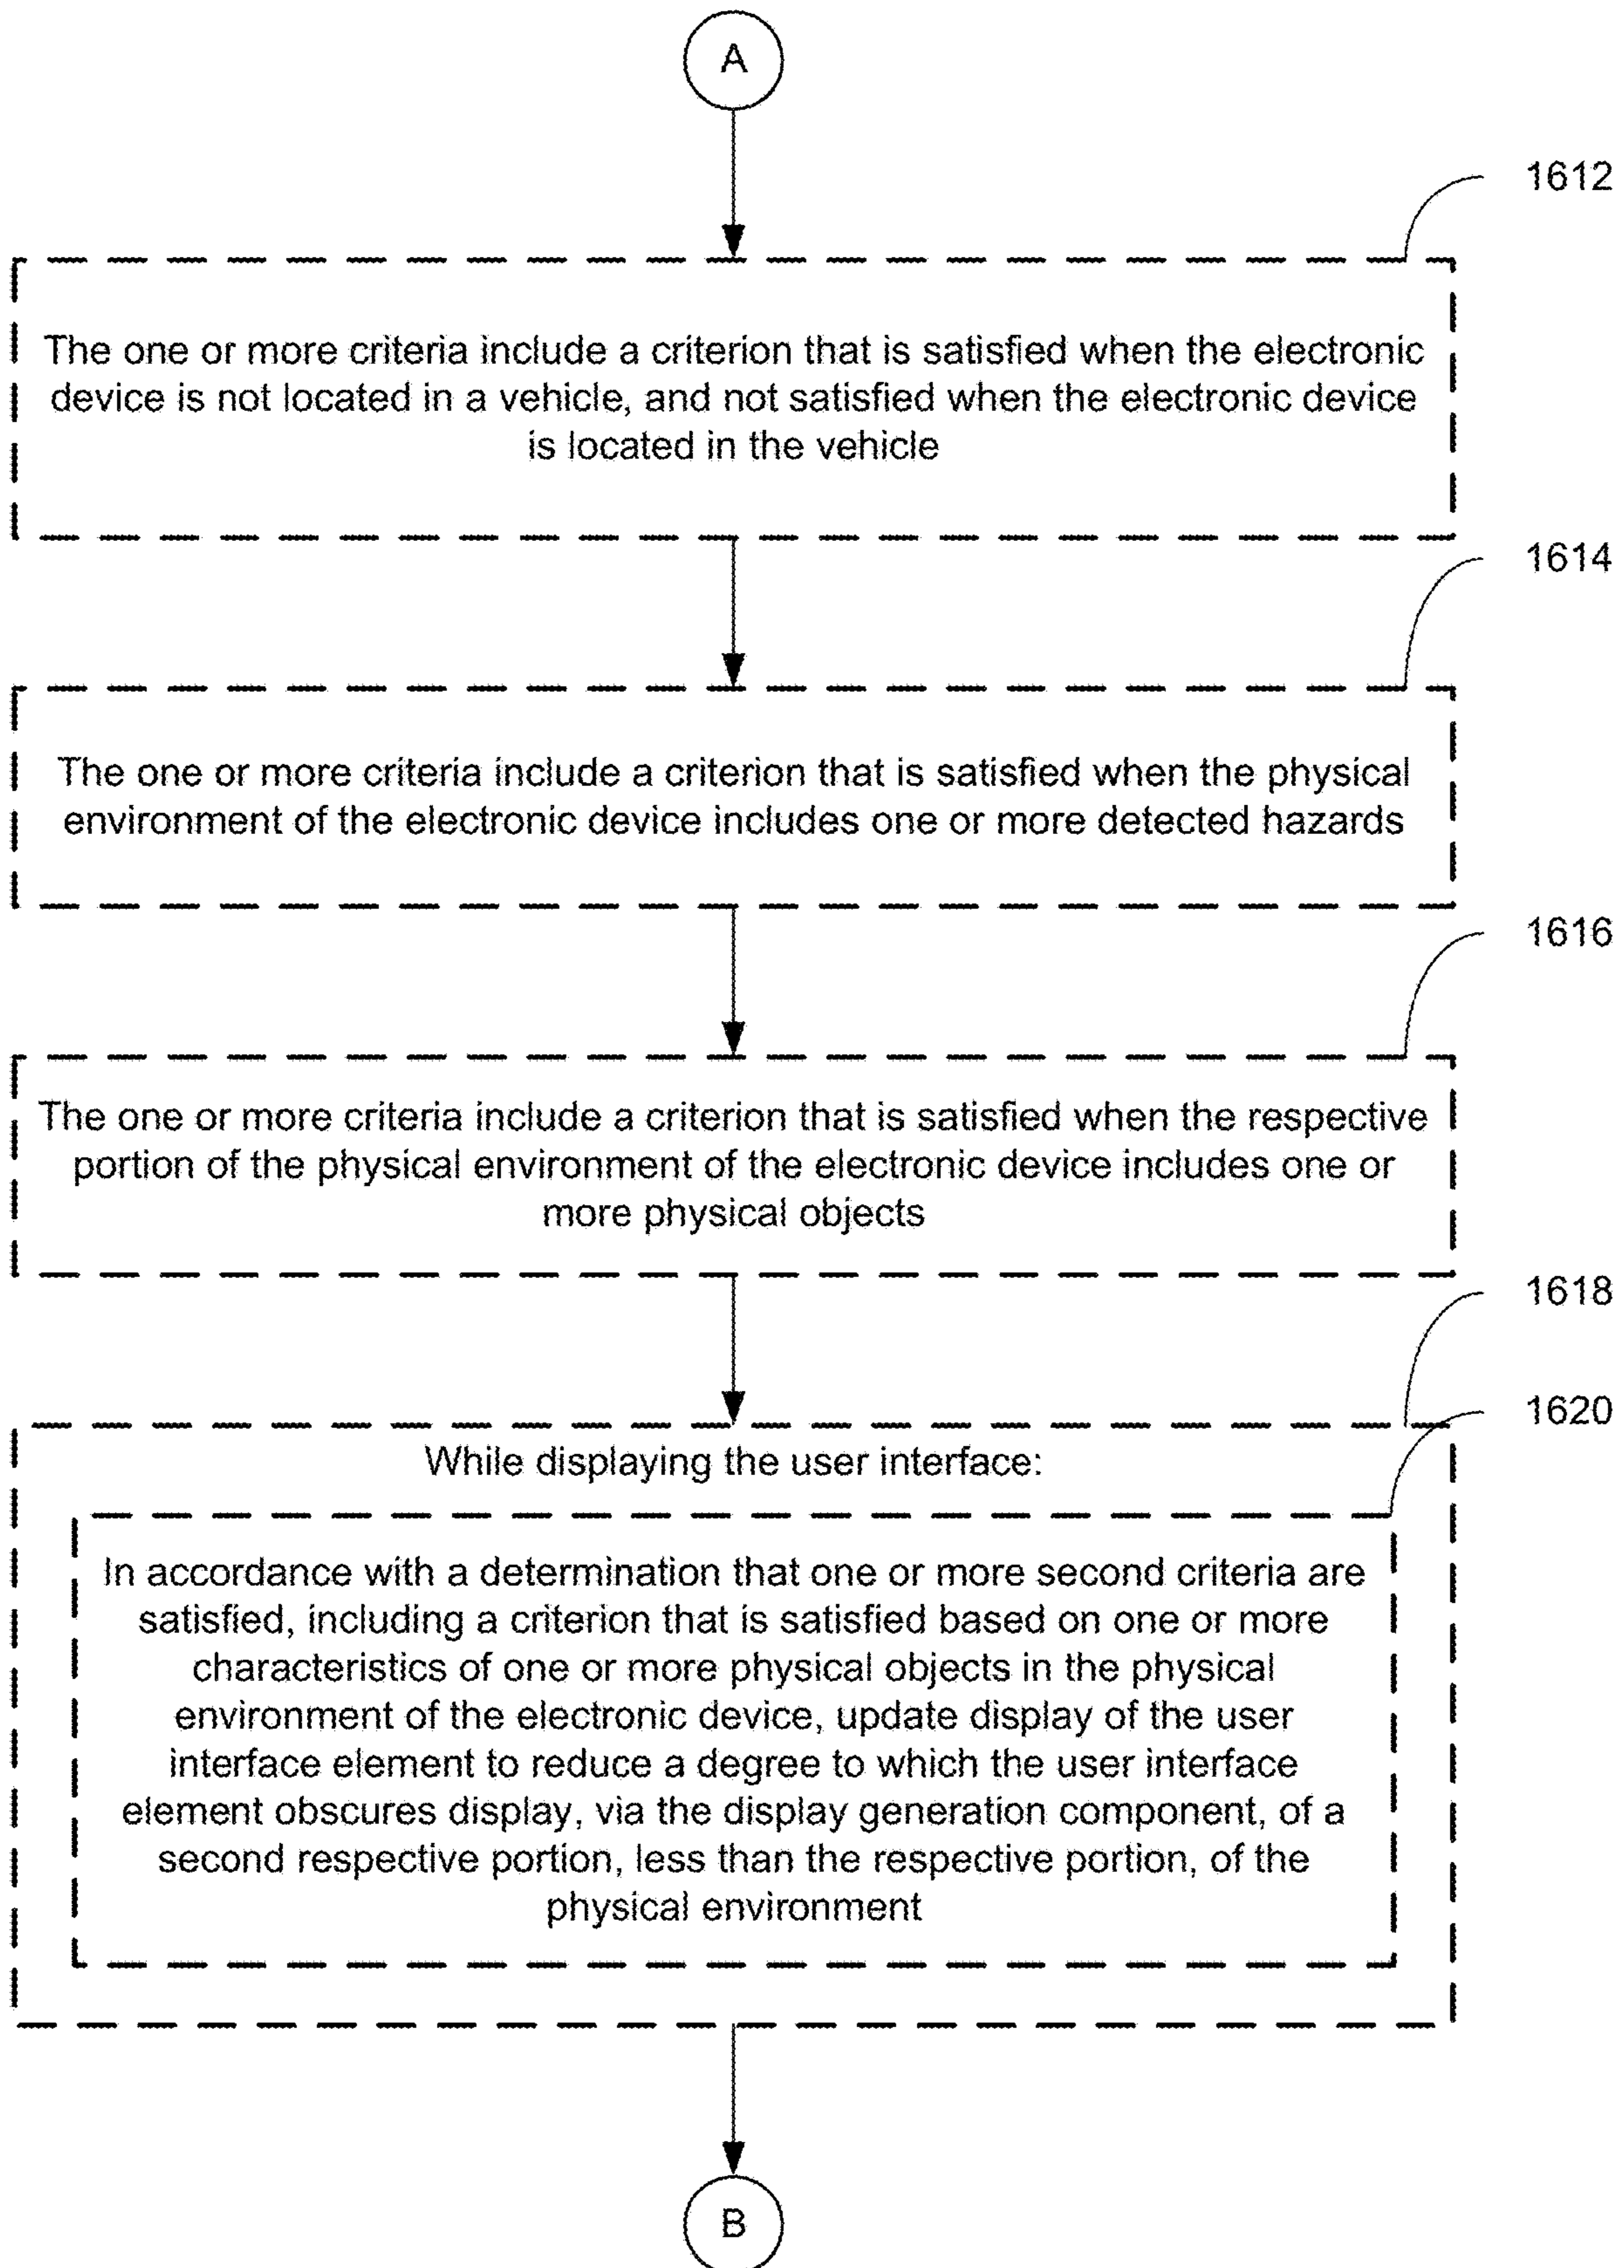 A
1612
The one or more criteria include a criterion that is satisfied when the electronic
device is not located in a vehicle, and not satisfied when the electronic device
is located in the vehicle
1614
The one or more criteria include a criterion that is satisfied when the physical
environment of the electronic device includes one or more detected hazards
1616
The one or more criteria include a criterion that is satisfied when the respective
portion of the physical environment of the electronic device includes one or
more physical objects
1618
1620
While displaying the user interface:
In accordance with a determination that one or more second criteria are
satisfied, including a criterion that is satisfied based on one or more
characteristics of one or more physical objects in the physical
environment of the electronic device, update display of the user
interface element to reduce a degree to which the user interface
element obscures display, via the display generation component, of a
second respective portion, less than the respective portion, of the
physical environment
B